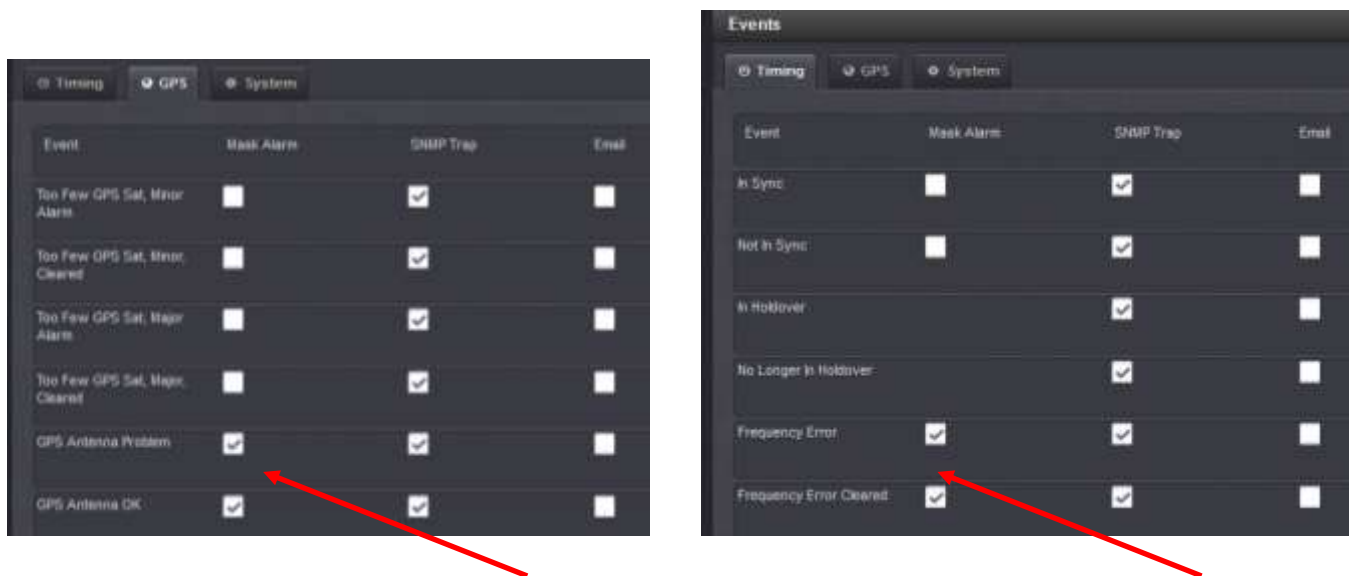 Timing GPS System
Event Mask Alarm SNMP Trap Email
Too Few GPS Sat, Minor
Alarm
Too Few GPS Sat, Minor,
Cleared
Too Few GPS Sat, Major
Alarm
Too Few GPS Sat, Major,
Cleared
GPS Antenna Problem
GPS Antenna OK
Events
Timing GPS System
Event Mask Alarm SNMP Trap Email
In Sync
Not In Sync
In Holdover
No Longer In Holdover
Frequency Error
Frequency Error Cleared